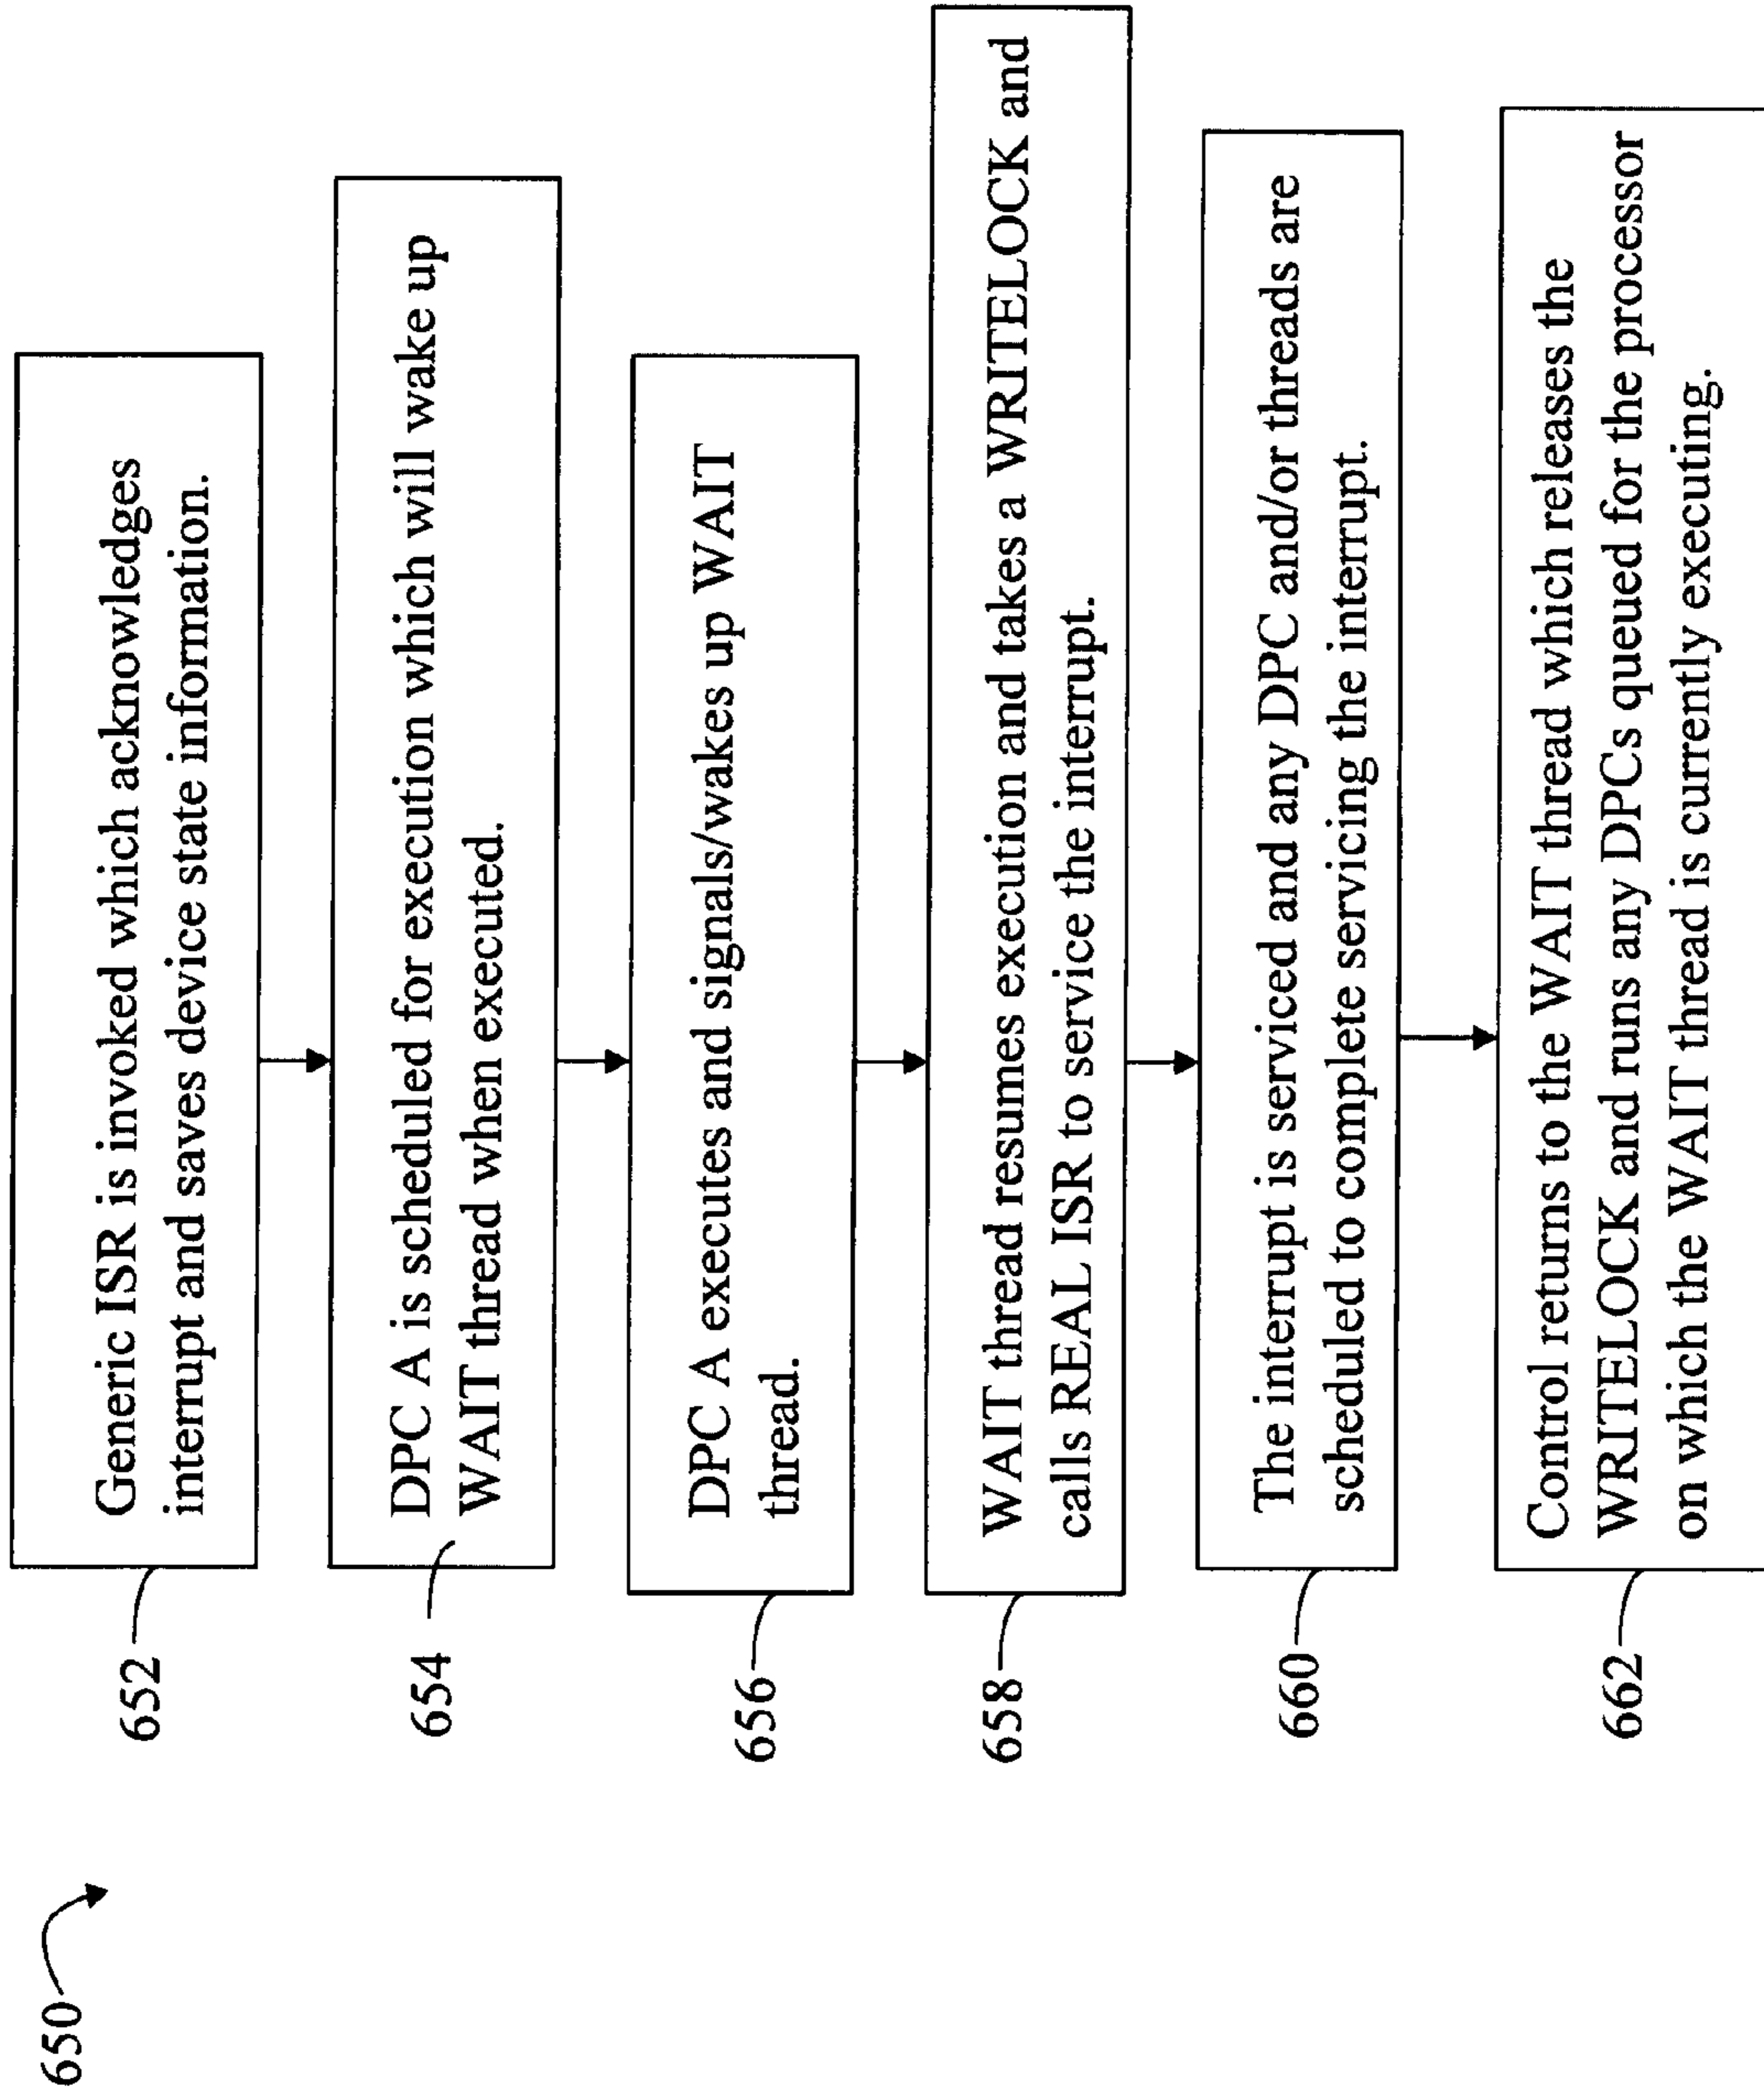 650
652
Generic ISR is invoked which acknowledges
interrupt and saves device state information.
654
DPC A is scheduled for execution which will wake up
WAIT thread when executed.
656
DPC A executes and signals/wakes up WAIT
thread.
658
WAIT thread resumes execution and takes a WRITELOCK and
calls REAL ISR to service the interrupt.
660
The interrupt is serviced and any DPC and/or threads are
scheduled to complete servicing the interrupt.
662
Control returns to the WAIT thread which releases the
WRITELOCK and runs any DPCs queued for the processor
on which the WAIT thread is currently executing.